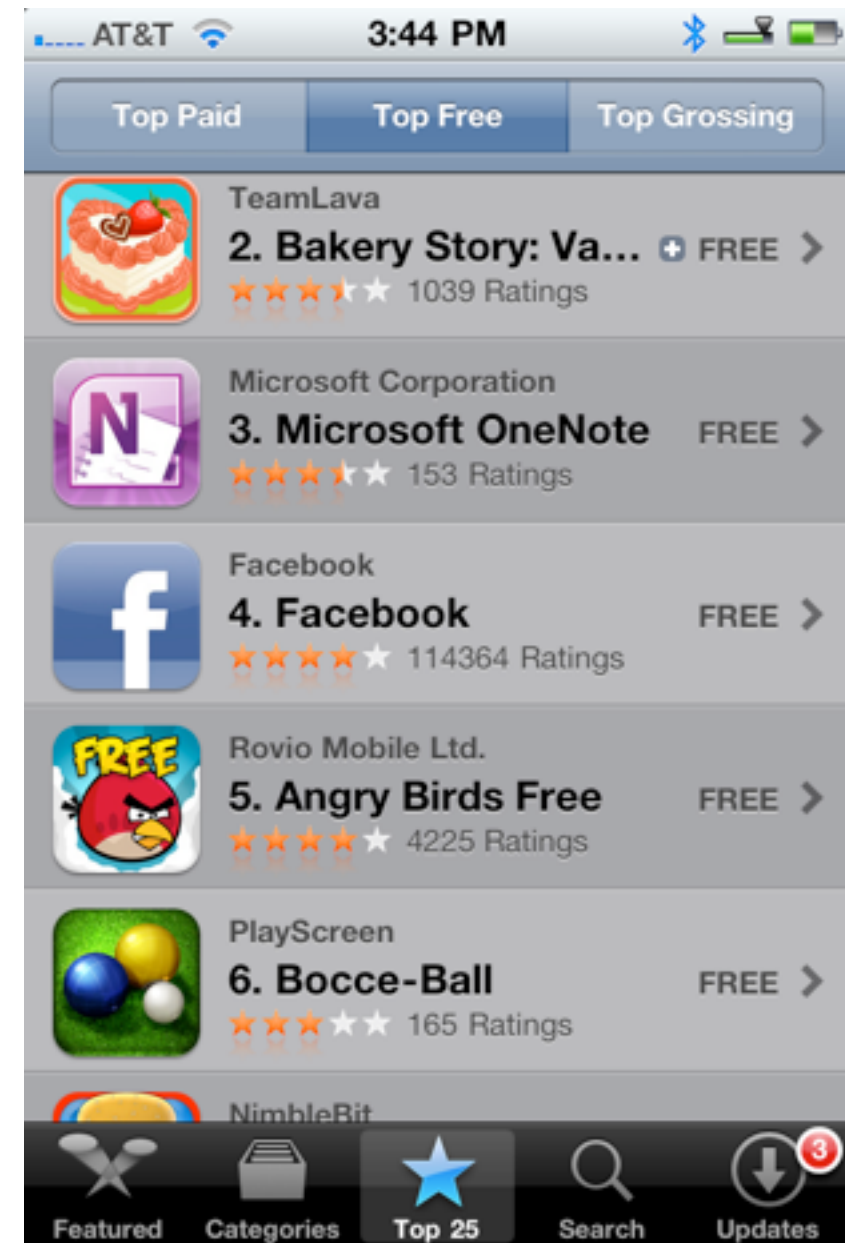 AT&T 3:44 PM
Top Paid Top Free Top Grossing
TeamLava
2. Bakery Story: Va... FREE
1039 Ratings
N
Microsoft Corporation
3. Microsoft OneNote FREE
153 Ratings
f
Facebook
4. Facebook FREE
114364 Ratings
FREE
Rovio Mobile Ltd.
5. Angry Birds Free FREE
4225 Ratings
PlayScreen
6. Bocce-Ball FREE
165 Ratings
NimbleBit
3
Featured Categories Top 25 Search Updates